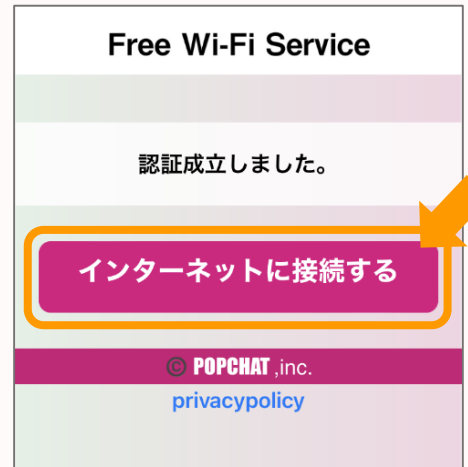 Free Wi-Fi Service
認証成立しました。
インターネットに接続する
© POPCHAT ,inc.
privacypolicy